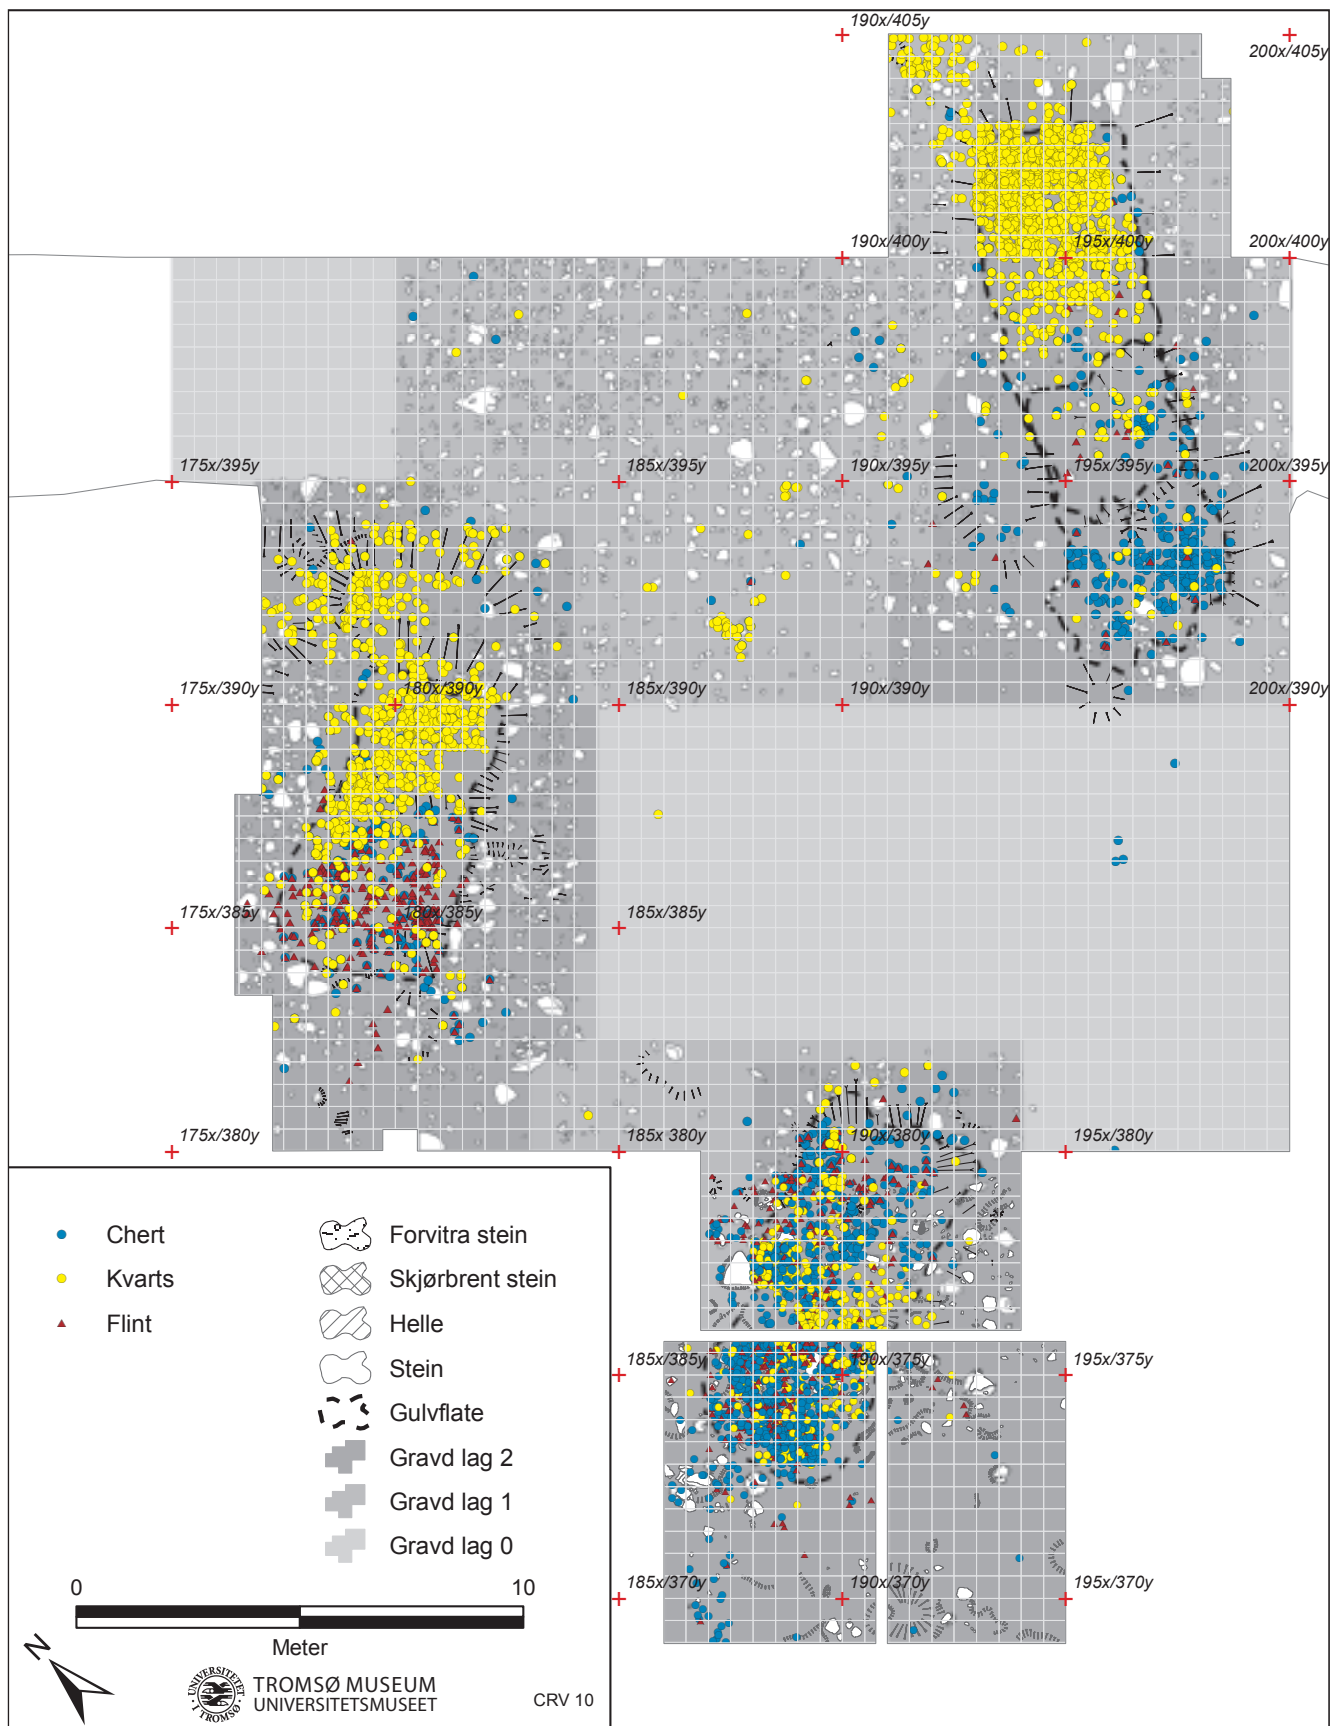 190x/405y
200x/405y
190x/400y
195x/400y
200x/400y
175x/395y
185x/395y
190x/395y
195x/395y
200x/395y
175x/390y
180x/390y
185x/390y
190x/390y
200x/390y
175x/385y
180x/385y
185x/385y
175x/380y
185x 380y
190x/380y
195x/380y
185x/385y
190x/375y
195x/375y
185x/370y
190x/370y
195x/370y
Chert
Kvarts
Flint
Forvitra stein
Skjørbrent stein
Helle
Stein
Gulvflate
Gravd lag 2
Gravd lag 1
Gravd lag 0
0 10
Meter
N
UNIVERSITETET I TROMSØ
TROMSØ MUSEUM
UNIVERSITETSMUSEET
CRV 10